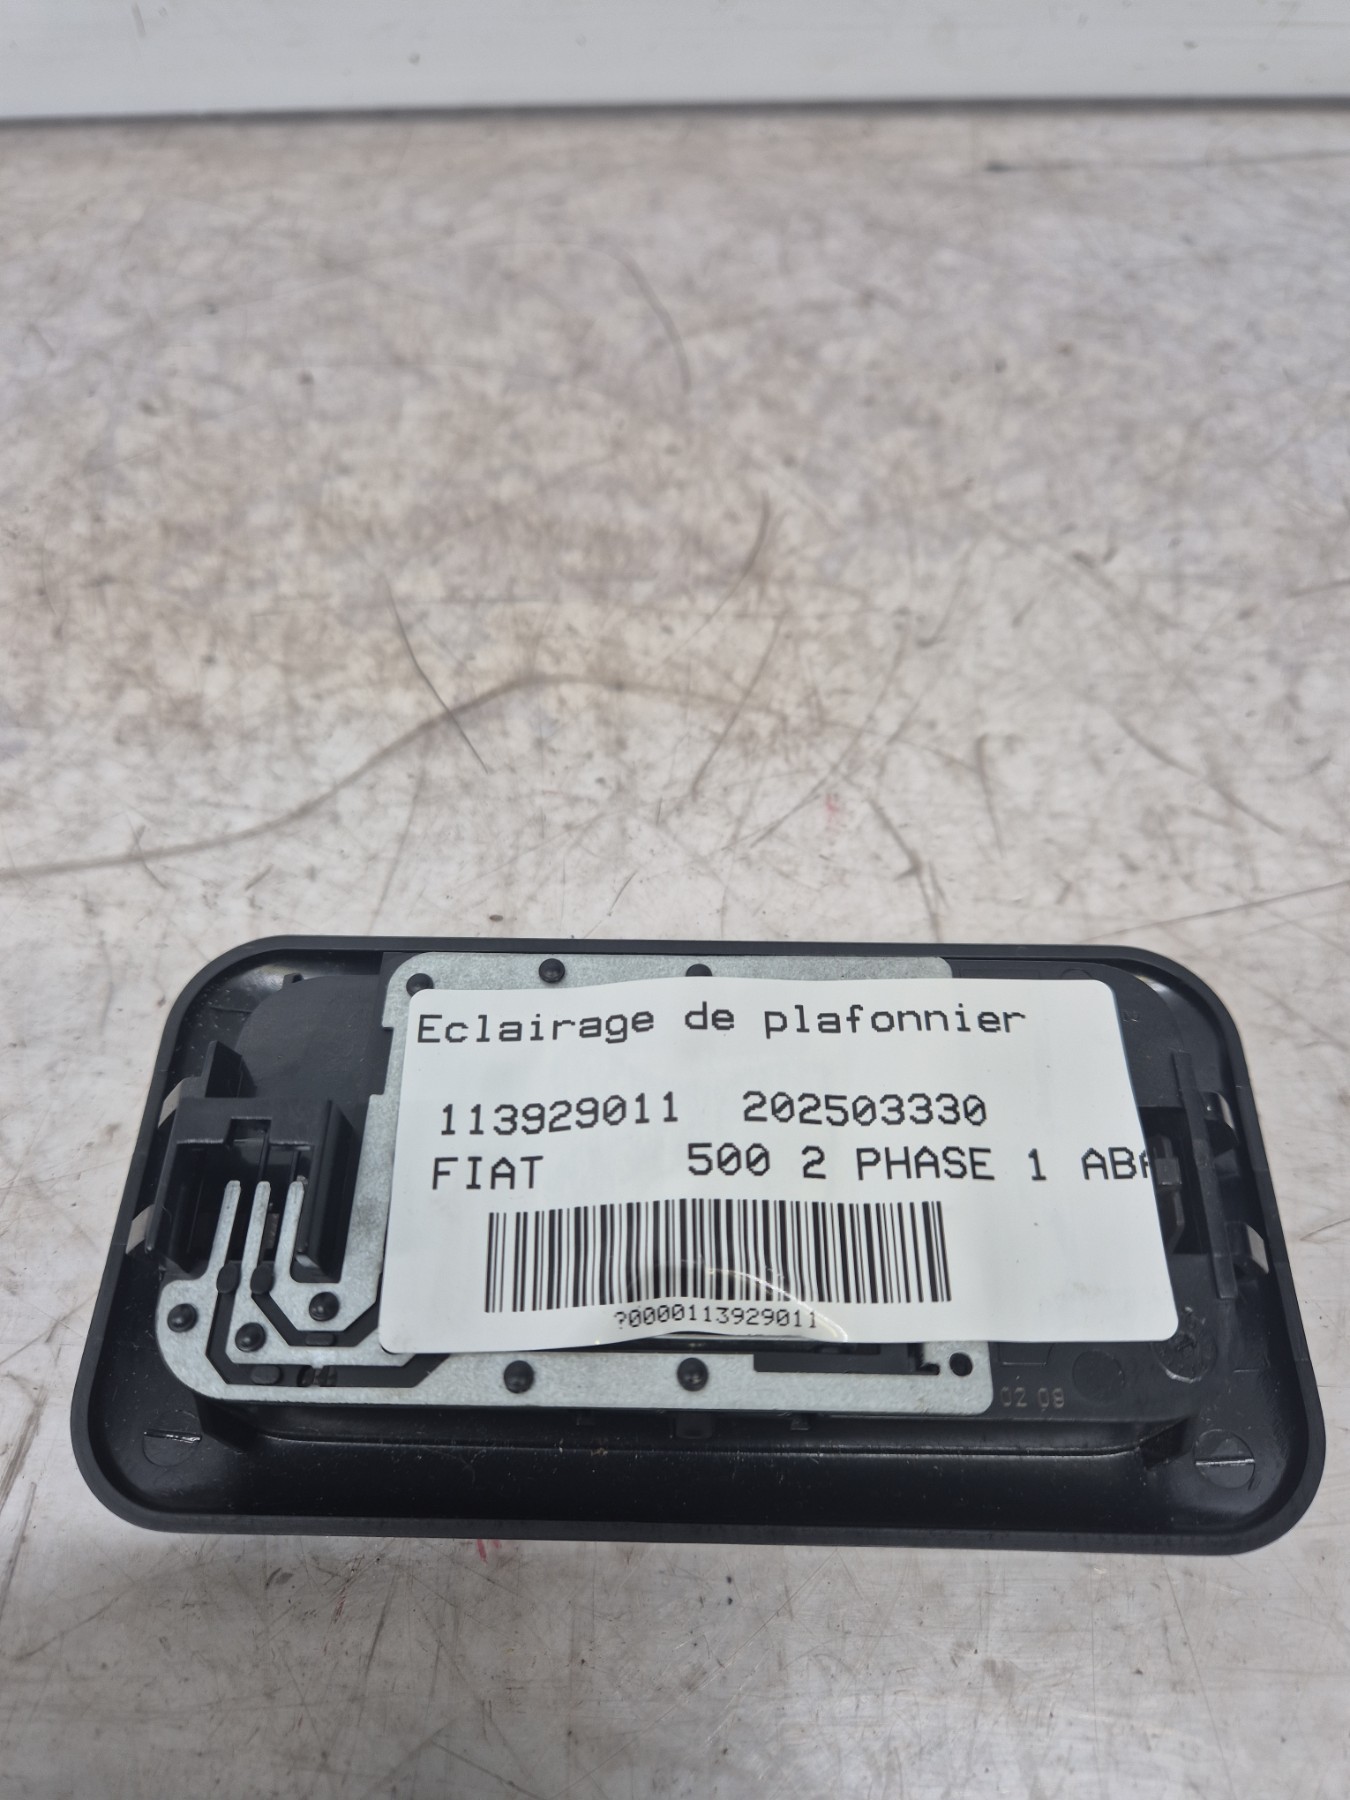 Eclairage de plafonnier
113929011 202503330
FIAT 500 2 PHASE 1 ABA
?0000113929011
02 08